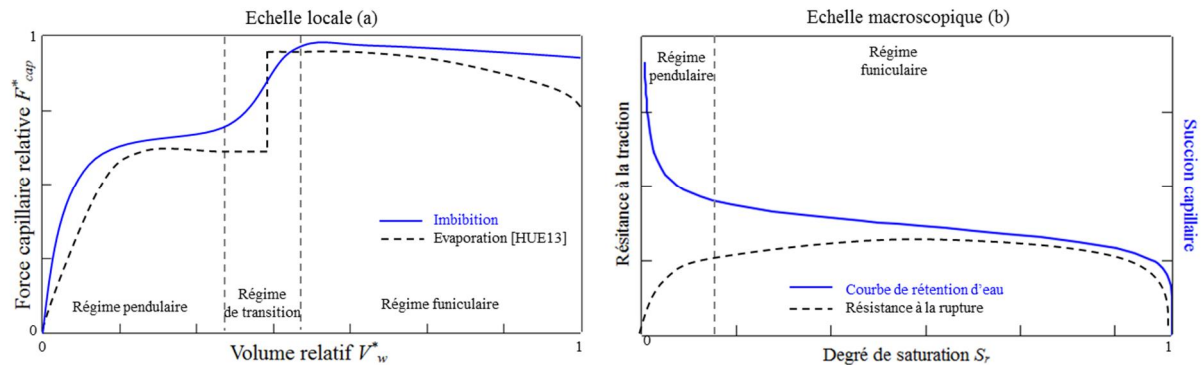 Echelle locale (a)
1
Force capillaire relative F*cap
0
Imbibition
Evaporation [HUE13]
Régime pendulaire
Régime
de transition
Régime funiculaire
0
Volume relatif V*w
1
Echelle macroscopique (b)
Régime
pendulaire
Régime
funiculaire
Résistance à la traction
Succion capillaire
Courbe de rétention d'eau
Résistance à la rupture
0
Degré de saturation Sr
1